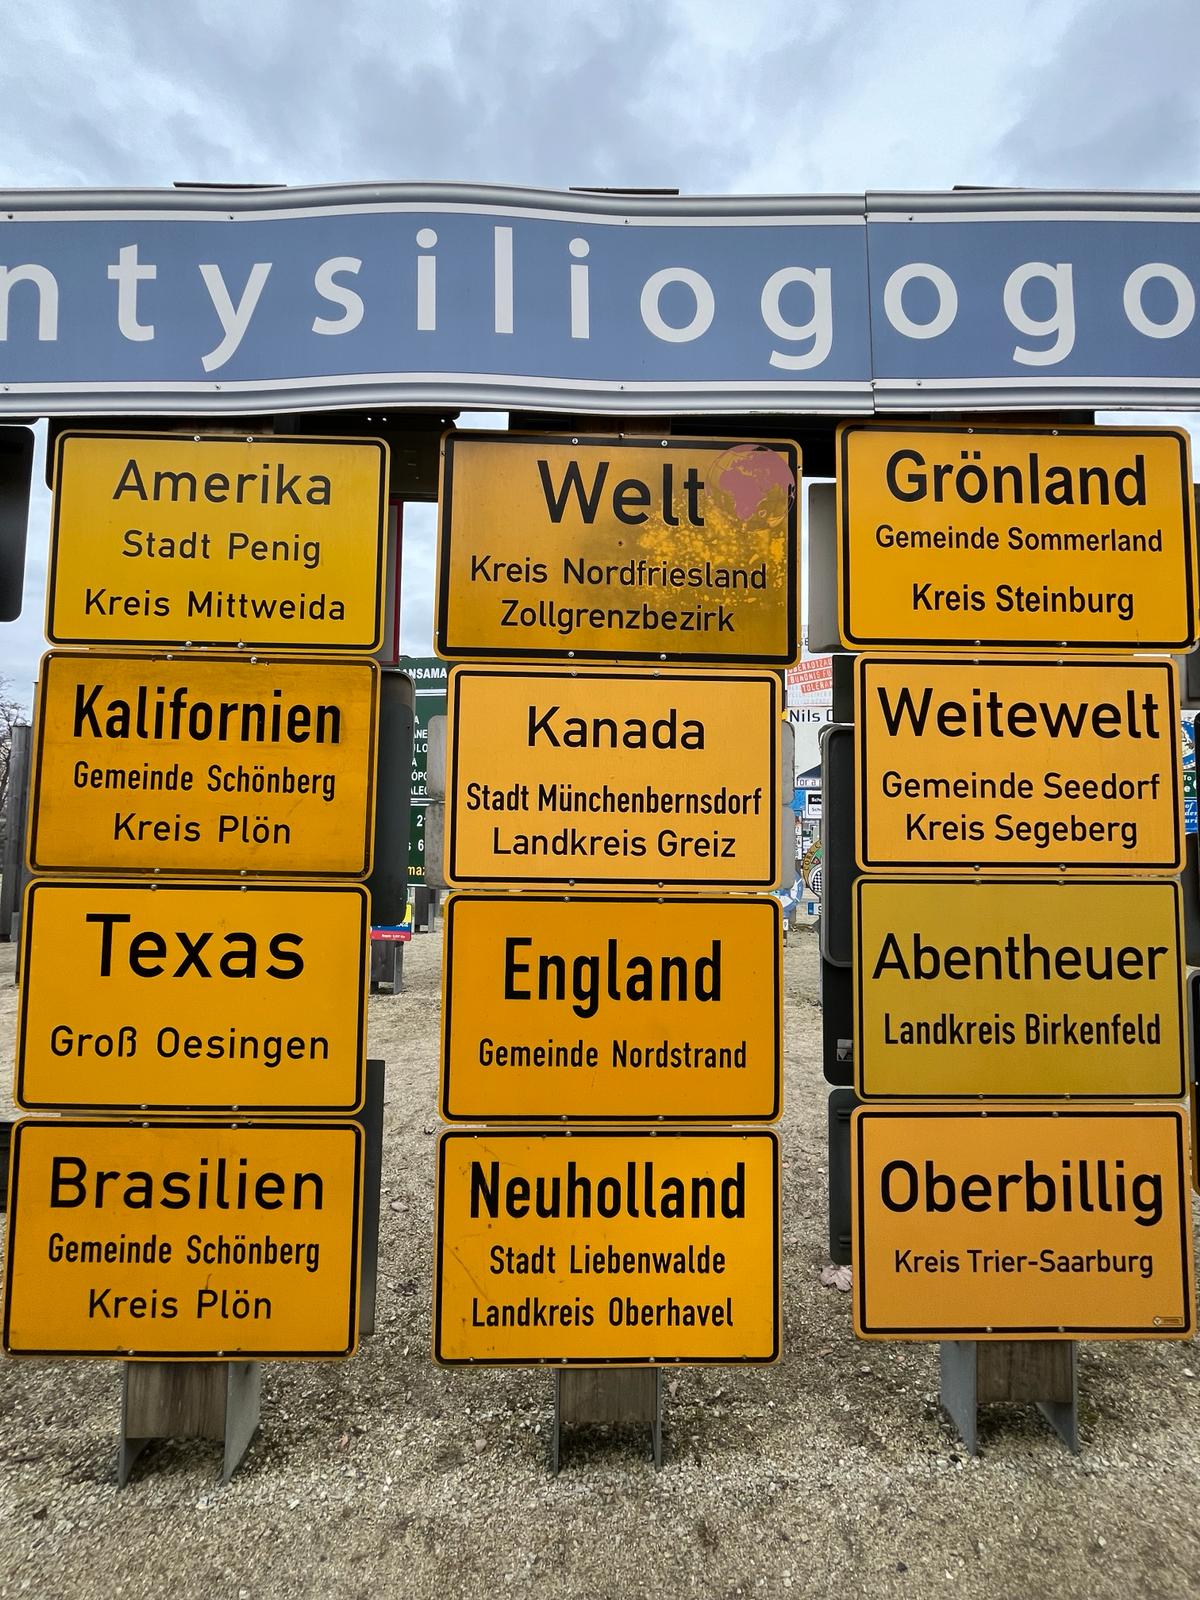 ntysiliogogo
Amerika
Stadt Penig
Kreis Mittweida
Kalifornien
Gemeinde Schönberg
Kreis Plön
Texas
Groß Oesingen
Brasilien
Gemeinde Schönberg
Kreis Plön
Welt
Kreis Nordfriesland
Zollgrenzbezirk
Kanada
Stadt Münchenbernsdorf
Landkreis Greiz
England
Gemeinde Nordstrand
Neuholland
Stadt Liebenwalde
Landkreis Oberhavel
Grönland
Gemeinde Sommerland
Kreis Steinburg
Weitewelt
Gemeinde Seedorf
Kreis Segeberg
Abentheuer
Landkreis Birkenfeld
Oberbillig
Kreis Trier-Saarburg
ANSAMA
Nils